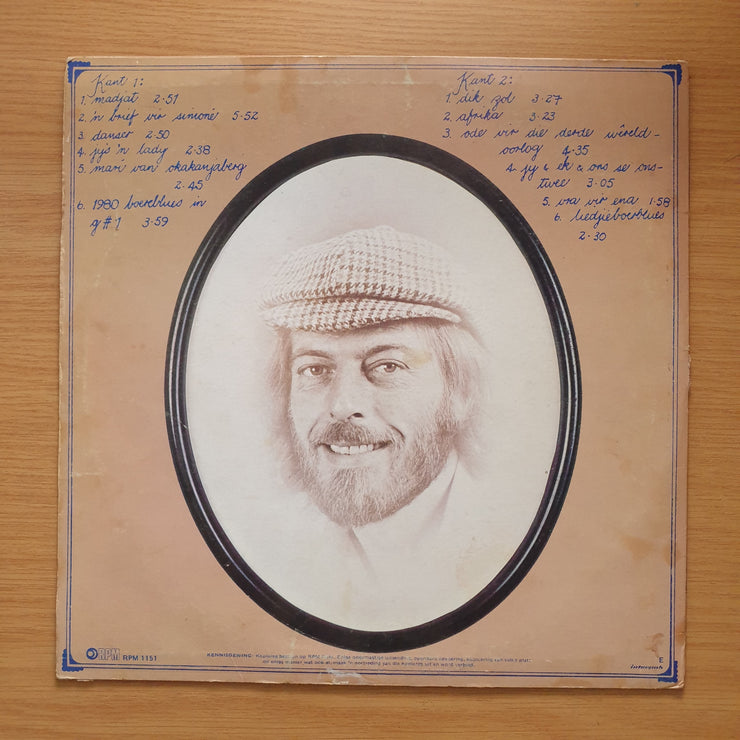 Kant 1:
1. madjat 2.51
2. 'n brief vir simone 5.52
3. danser 2.50
4. jy's 'n lady 2.38
5. mari van okakanjaberg
2.45
6. 1980 boereblues in
g#1 3.59
Kant 2:
1. dik zol 3.27
2. afrika 3.23
3. ode vir die derde wêreld-
oorlog 4.35
4. jy & ek & ons se ons-
twee 3.05
5. vra vir ena 1.58
6. liedjieboerblues
2.30
RPM RPM 1151
KENNISGEWING:
E